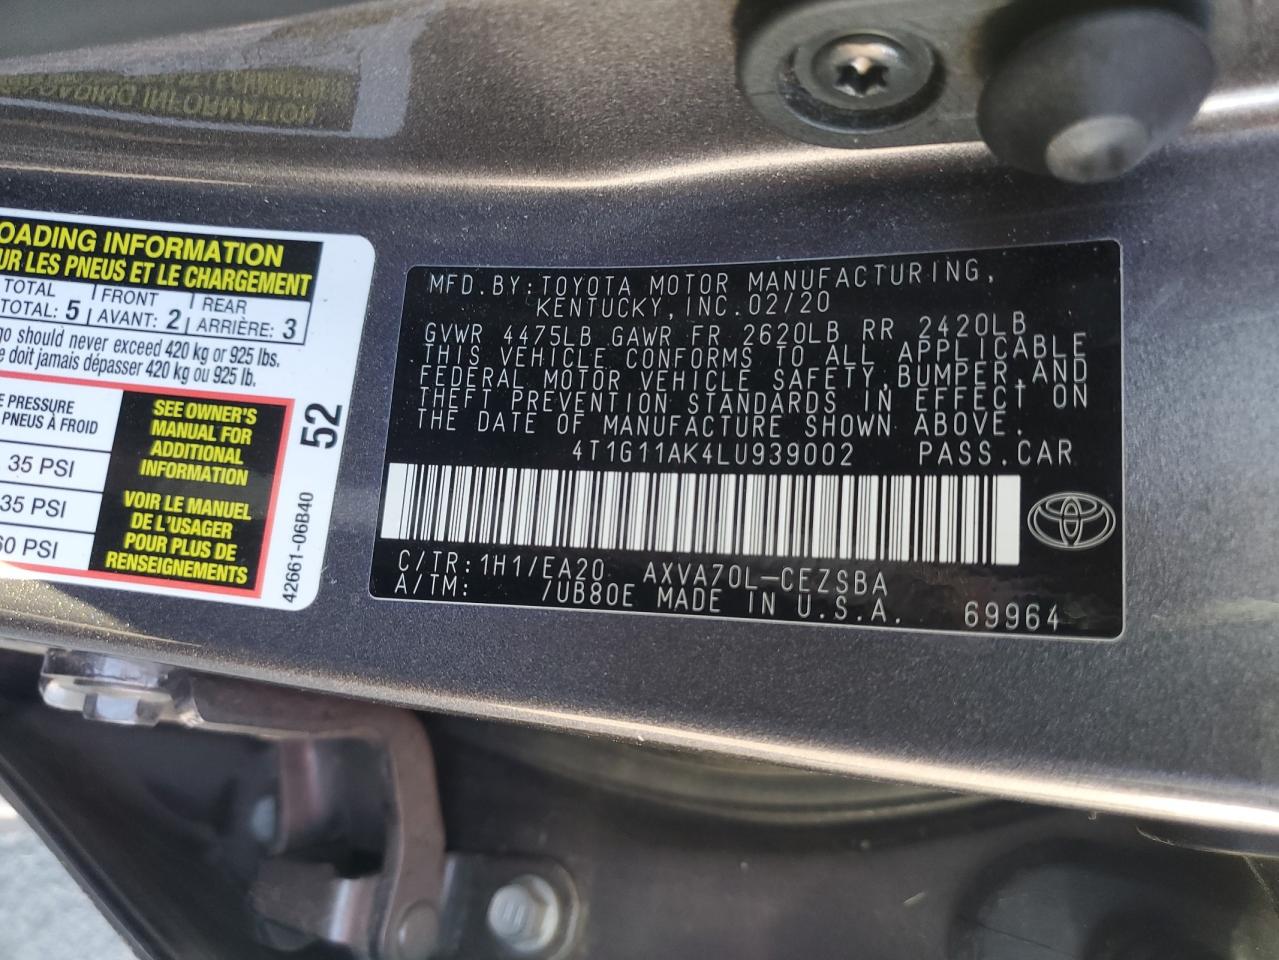 OADING INFORMATION
UR LES PNEUS ET LE CHARGEMENT
TOTAL FRONT REAR
TOTAL: 5 AVANT: 2 ARRIÈRE: 3
should never exceed 420 kg or 925 lbs.
doit jamais dépasser 420 kg ou 925 lb.
PRESSURE
PNEUS À FROID
35 PSI
35 PSI
60 PSI
SEE OWNER'S
MANUAL FOR
ADDITIONAL
INFORMATION
VOIR LE MANUEL
DE L'USAGER
POUR PLUS DE
RENSEIGNEMENTS
52
42661-06B40
MFD.BY:TOYOTA MOTOR MANUFACTURING,
KENTUCKY, INC. 02/20
GVWR 4475LB GAWR FR 2620LB RR 2420LB
THIS VEHICLE CONFORMS TO ALL APPLICABLE
FEDERAL MOTOR VEHICLE SAFETY,BUMPER,AND
THEFT PREVENTION STANDARDS IN EFFECT ON
THE DATE OF MANUFACTURE SHOWN ABOVE.
4T1G11AK4LU939002 PASS.CAR
C/TR:1H1/EA20 AXVA70L-CEZSBA
A/TM: /UB80E MADE IN U.S.A. 69964